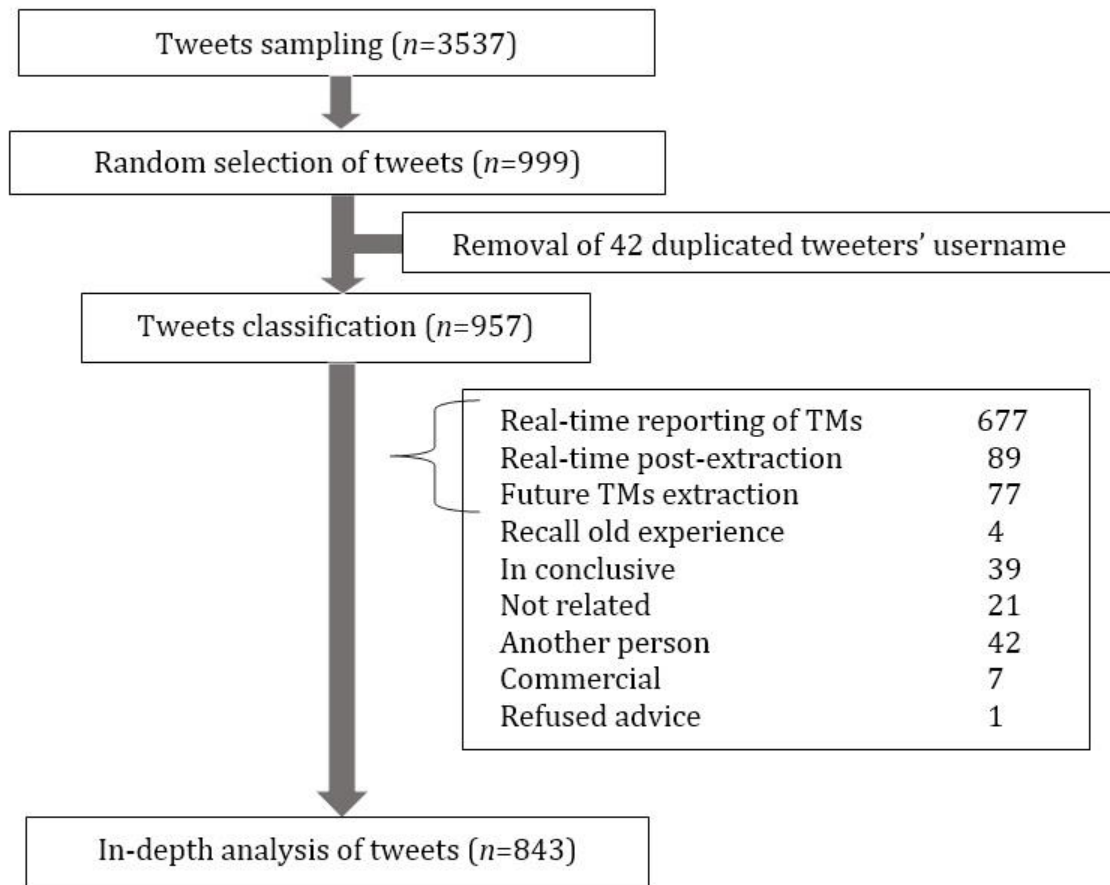 Tweets sampling (n=3537)
Random selection of tweets (n=999)
Removal of 42 duplicated tweeters’ username
Tweets classification (n=957)
Real-time reporting of TMs 677
Real-time post-extraction 89
Future TMs extraction 77
Recall old experience 4
In conclusive 39
Not related 21
Another person 42
Commercial 7
Refused advice 1
In-depth analysis of tweets (n=843)